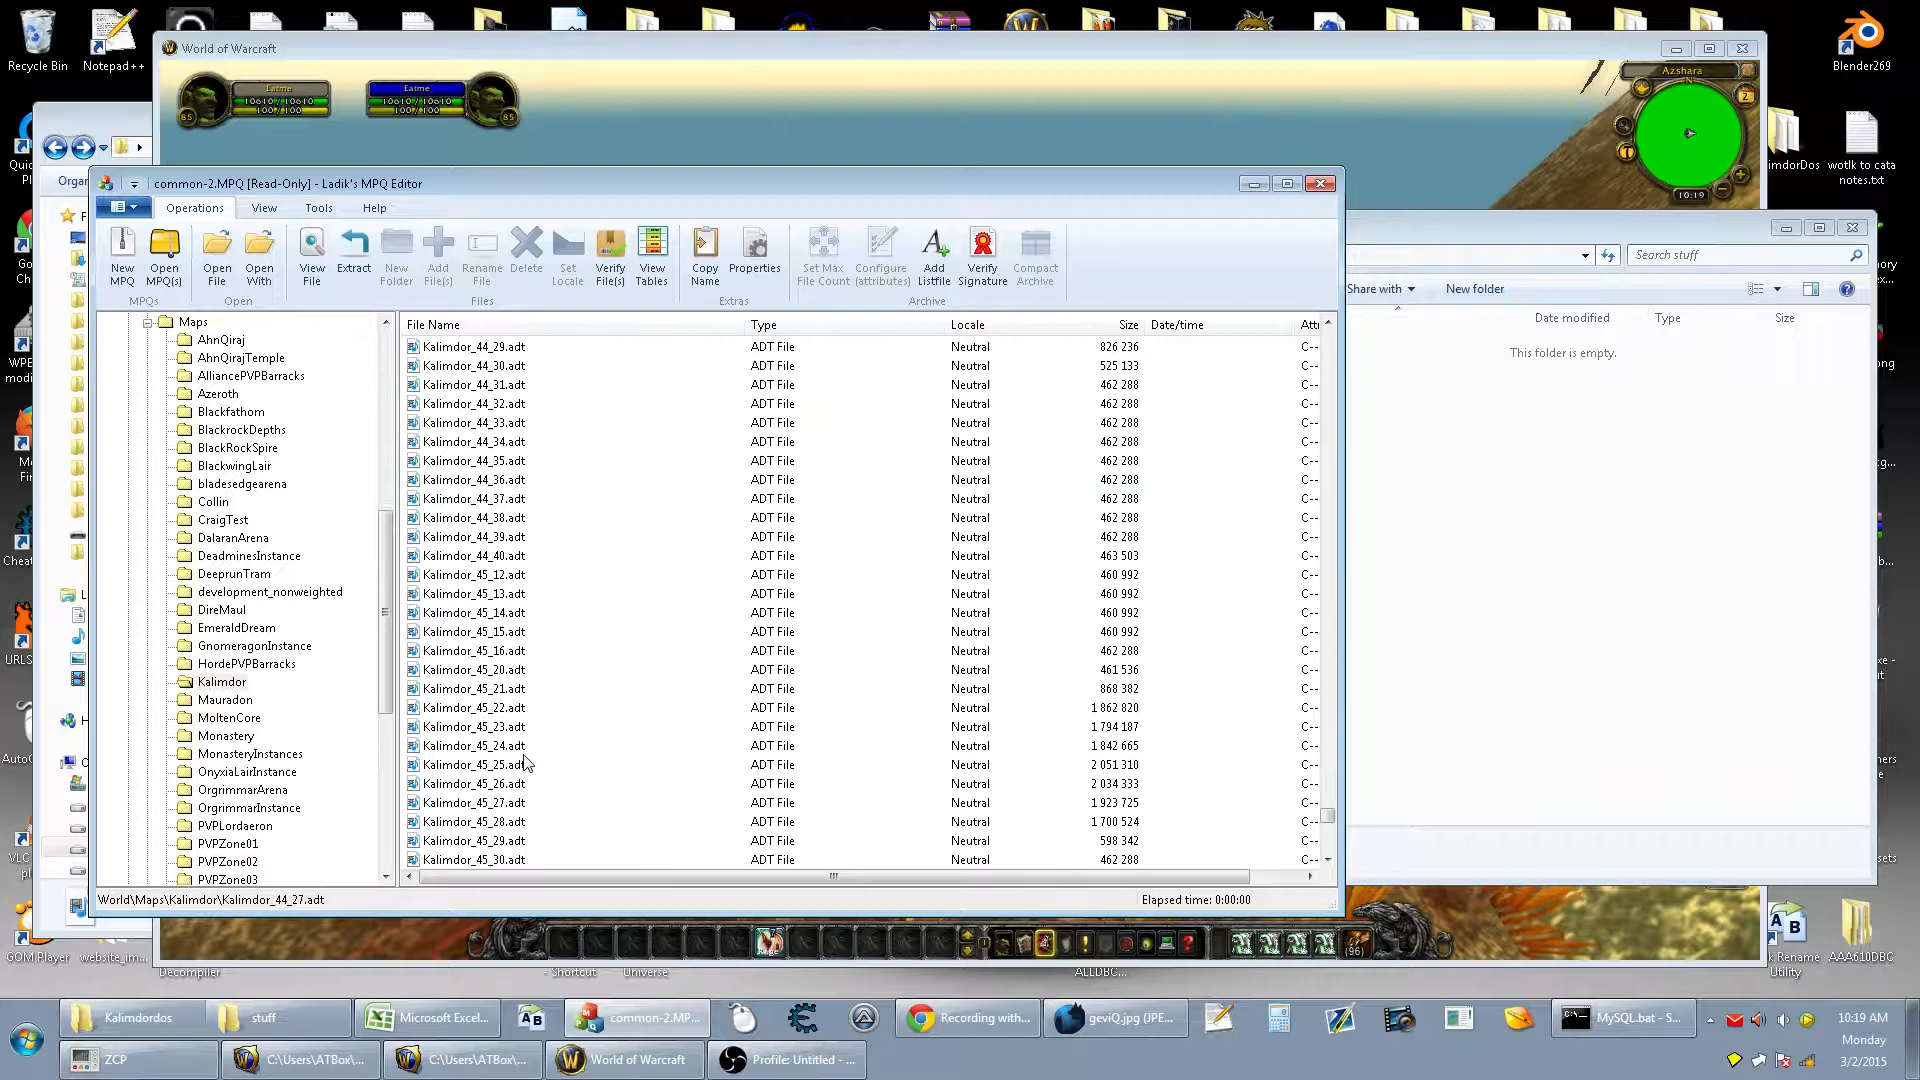 Recycle Bin
Notepad++
Blender269
World of Warcraft
Eatme
10610 / 10610
100 / 100
85
Eatme
10610 / 10610
100 / 100
85
Azshara
N
2
10:19
wotlk to cata
notes.txt
Organ
common-2.MPQ [Read-Only] - Ladik's MPQ Editor
Operations
View
Tools
Help
New
MPQ
Open
MPQ(s)
Open
File
Open
With
View
File
Extract
New
Folder
Add
File(s)
Rename
File
Delete
Set
Locale
Verify
File(s)
View
Tables
Copy
Name
Properties
Set Max
File Count
Configure
(attributes)
Add
Listfile
Verify
Signature
Compact
Archive
MPQs
Open
Files
Extras
Archive
Maps
AhnQiraj
AhnQirajTemple
AlliancePVPBarracks
Azeroth
Blackfathom
BlackrockDepths
BlackRockSpire
BlackwingLair
bladesedgearena
Collin
CraigTest
DalaranArena
DeadminesInstance
DeeprunTram
development_nonweighted
DireMaul
EmeraldDream
GnomeragonInstance
HordePVPBarracks
Kalimdor
Mauradon
MoltenCore
Monastery
MonasteryInstances
OnyxiaLairInstance
OrgrimmarArena
OrgrimmarInstance
PVPLordaeron
PVPZone01
PVPZone02
PVPZone03
File Name Type Locale Size Date/time Attr
Kalimdor_44_29.adt ADT File Neutral 826 236 C--
Kalimdor_44_30.adt ADT File Neutral 525 133 C--
Kalimdor_44_31.adt ADT File Neutral 462 288 C--
Kalimdor_44_32.adt ADT File Neutral 462 288 C--
Kalimdor_44_33.adt ADT File Neutral 462 288 C--
Kalimdor_44_34.adt ADT File Neutral 462 288 C--
Kalimdor_44_35.adt ADT File Neutral 462 288 C--
Kalimdor_44_36.adt ADT File Neutral 462 288 C--
Kalimdor_44_37.adt ADT File Neutral 462 288 C--
Kalimdor_44_38.adt ADT File Neutral 462 288 C--
Kalimdor_44_39.adt ADT File Neutral 462 288 C--
Kalimdor_44_40.adt ADT File Neutral 463 503 C--
Kalimdor_45_12.adt ADT File Neutral 460 992 C--
Kalimdor_45_13.adt ADT File Neutral 460 992 C--
Kalimdor_45_14.adt ADT File Neutral 460 992 C--
Kalimdor_45_15.adt ADT File Neutral 460 992 C--
Kalimdor_45_16.adt ADT File Neutral 462 288 C--
Kalimdor_45_20.adt ADT File Neutral 461 536 C--
Kalimdor_45_21.adt ADT File Neutral 868 382 C--
Kalimdor_45_22.adt ADT File Neutral 1 862 820 C--
Kalimdor_45_23.adt ADT File Neutral 1 794 187 C--
Kalimdor_45_24.adt ADT File Neutral 1 842 665 C--
Kalimdor_45_25.adt ADT File Neutral 2 051 310 C--
Kalimdor_45_26.adt ADT File Neutral 2 034 333 C--
Kalimdor_45_27.adt ADT File Neutral 1 923 725 C--
Kalimdor_45_28.adt ADT File Neutral 1 700 524 C--
Kalimdor_45_29.adt ADT File Neutral 598 342 C--
Kalimdor_45_30.adt ADT File Neutral 462 288 C--
World\Maps\Kalimdor\Kalimdor_44_27.adt
Elapsed time: 0:00:00
Search stuff
Share with
New folder
Date modified
Type
Size
This folder is empty.
GOM Player
website_im...
Decompiler
- Shortcut
Universe
ALLDBC...
(96)
k Rename
Utility
AAA610DBC
Kalimdordos
stuff
Microsoft Excel...
common-2.MP...
Recording with...
geviQ.jpg (JPE...
MySQL.bat - S...
10:19 AM
Monday
3/2/2015
ZCP
C:\Users\ATBox\...
C:\Users\ATBox\...
World of Warcraft
Profile: Untitled - ...